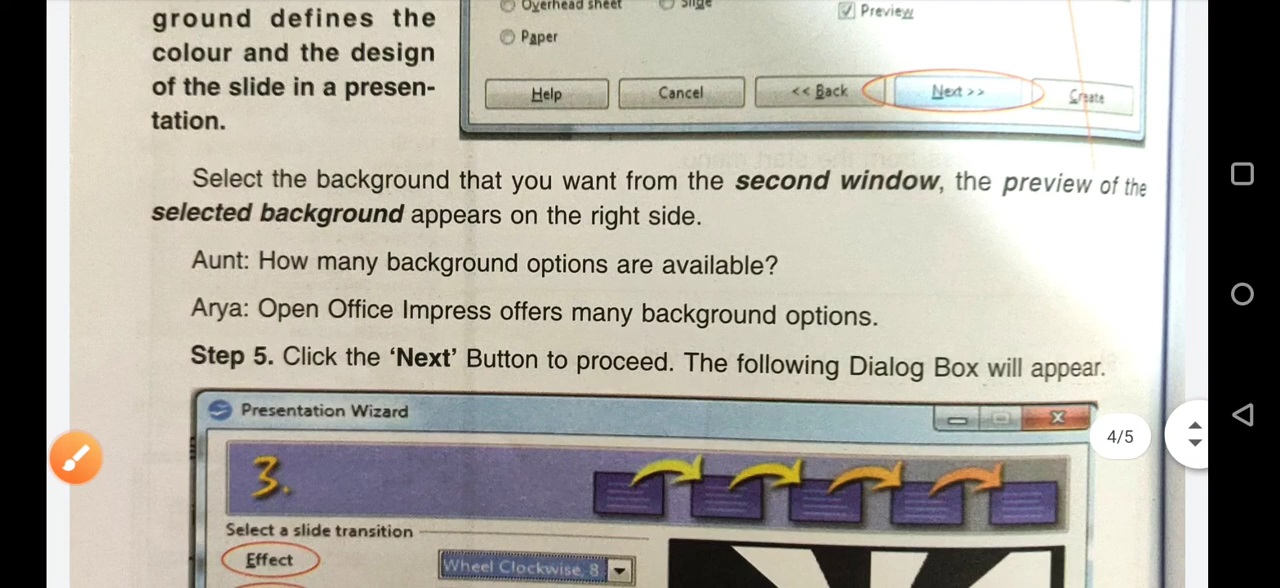 ground defines the
colour and the design
of the slide in a presen-
tation.
Overhead sheet
Slide
Preview
Paper
Help
Cancel
<< Back
Next >>
Create
Select the background that you want from the second window, the preview of the
selected background appears on the right side.
Aunt: How many background options are available?
Arya: Open Office Impress offers many background options.
Step 5. Click the ‘Next’ Button to proceed. The following Dialog Box will appear.
Presentation Wizard
3.
4/5
Select a slide transition
Effect
Wheel Clockwise, 8